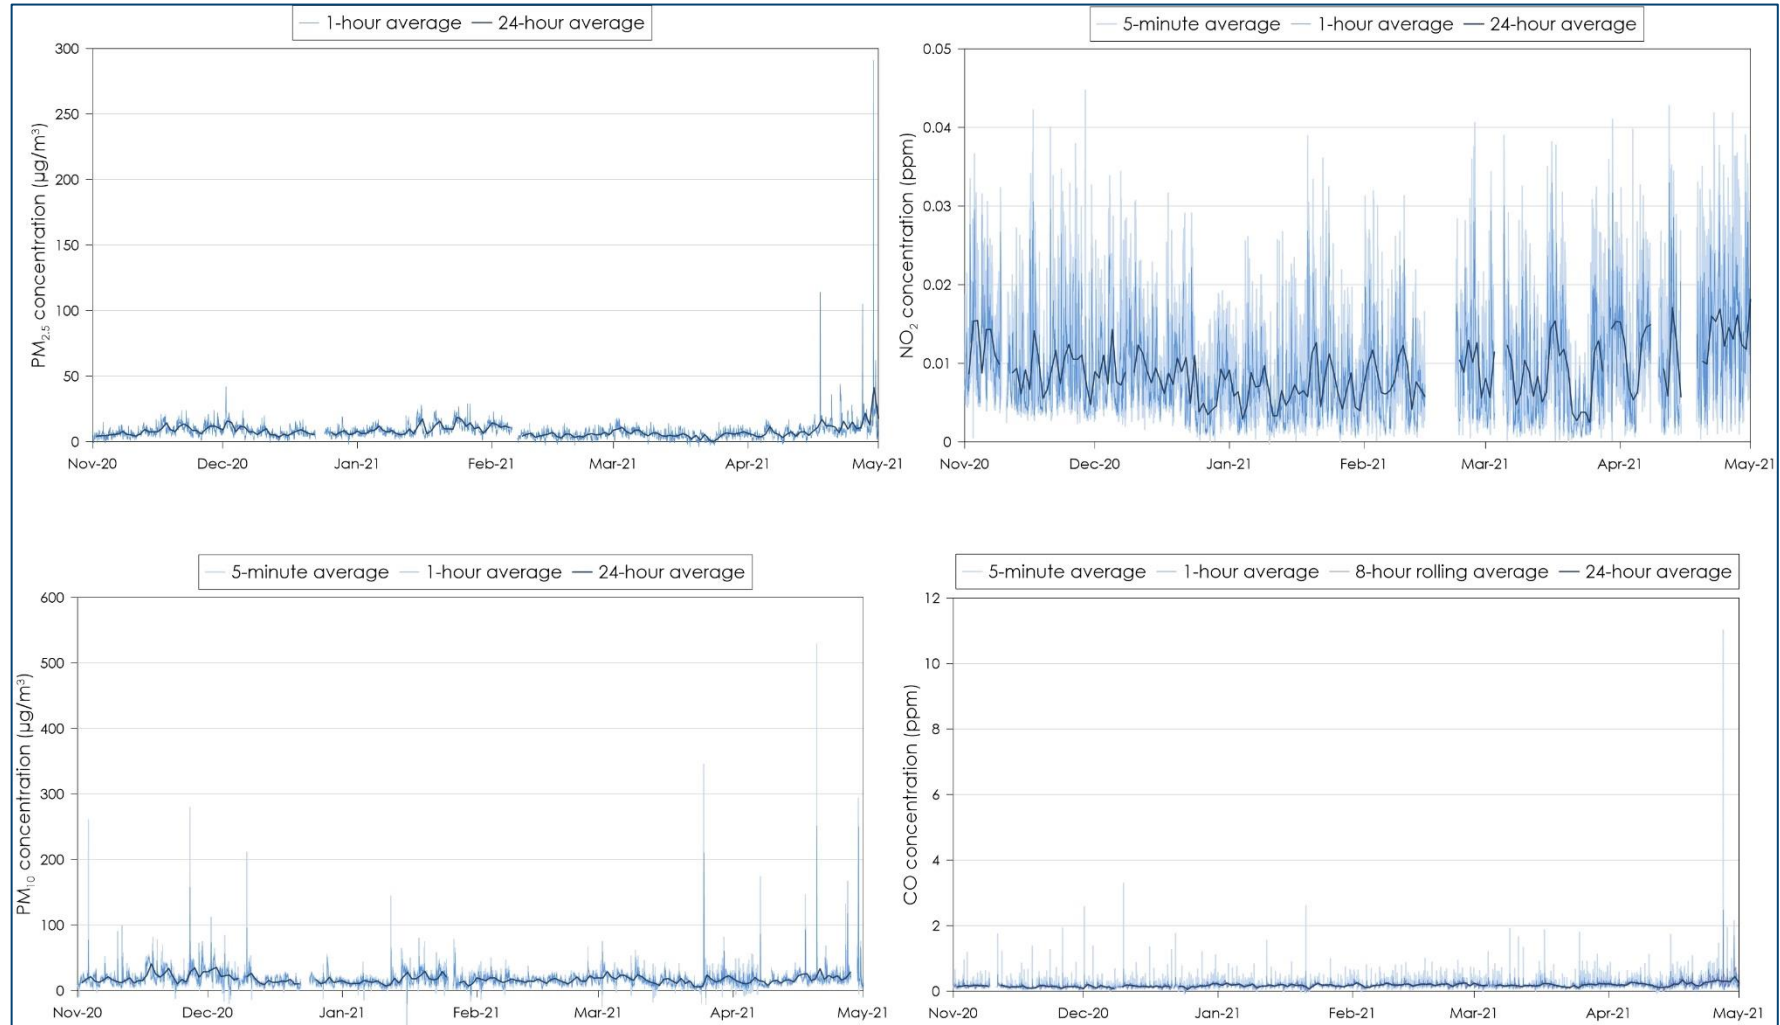 1-hour average 24-hour average
300
250
200
150
100
50
0
PM2.5 concentration (µg/m³)
Nov-20 Dec-20 Jan-21 Feb-21 Mar-21 Apr-21 May-21
5-minute average 1-hour average 24-hour average
0.05
0.04
0.03
0.02
0.01
0
NO2 concentration (ppm)
Nov-20 Dec-20 Jan-21 Feb-21 Mar-21 Apr-21 May-21
5-minute average 1-hour average 24-hour average
600
500
400
300
200
100
0
PM10 concentration (µg/m³)
Nov-20 Dec-20 Jan-21 Feb-21 Mar-21 Apr-21 May-21
5-minute average 1-hour average 8-hour rolling average 24-hour average
12
10
8
6
4
2
0
CO concentration (ppm)
Nov-20 Dec-20 Jan-21 Feb-21 Mar-21 Apr-21 May-21